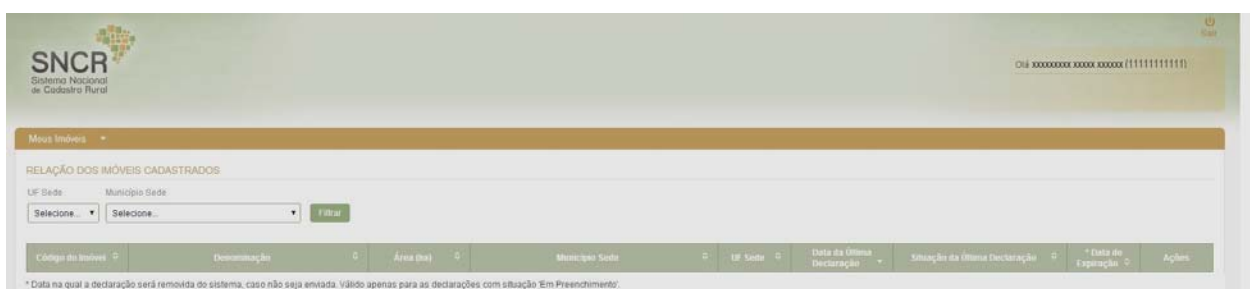 Sair
SNCR
Sistema Nacional
de Cadastro Rural
Olá xxxxxxxxx xxxxx xxxxxx (11111111111)
Meus Imóveis
RELAÇÃO DOS IMÓVEIS CADASTRADOS
UF Sede Município Sede
Selecione... Selecione... Filtrar
Código do Imóvel Denominação Área (ha) Município Sede UF Sede Data da Última Declaração Situação da Última Declaração * Data de Expiração Ações
* Data na qual a declaração será removida do sistema, caso não seja enviada. Válido apenas para as declarações com situação 'Em Preenchimento'.